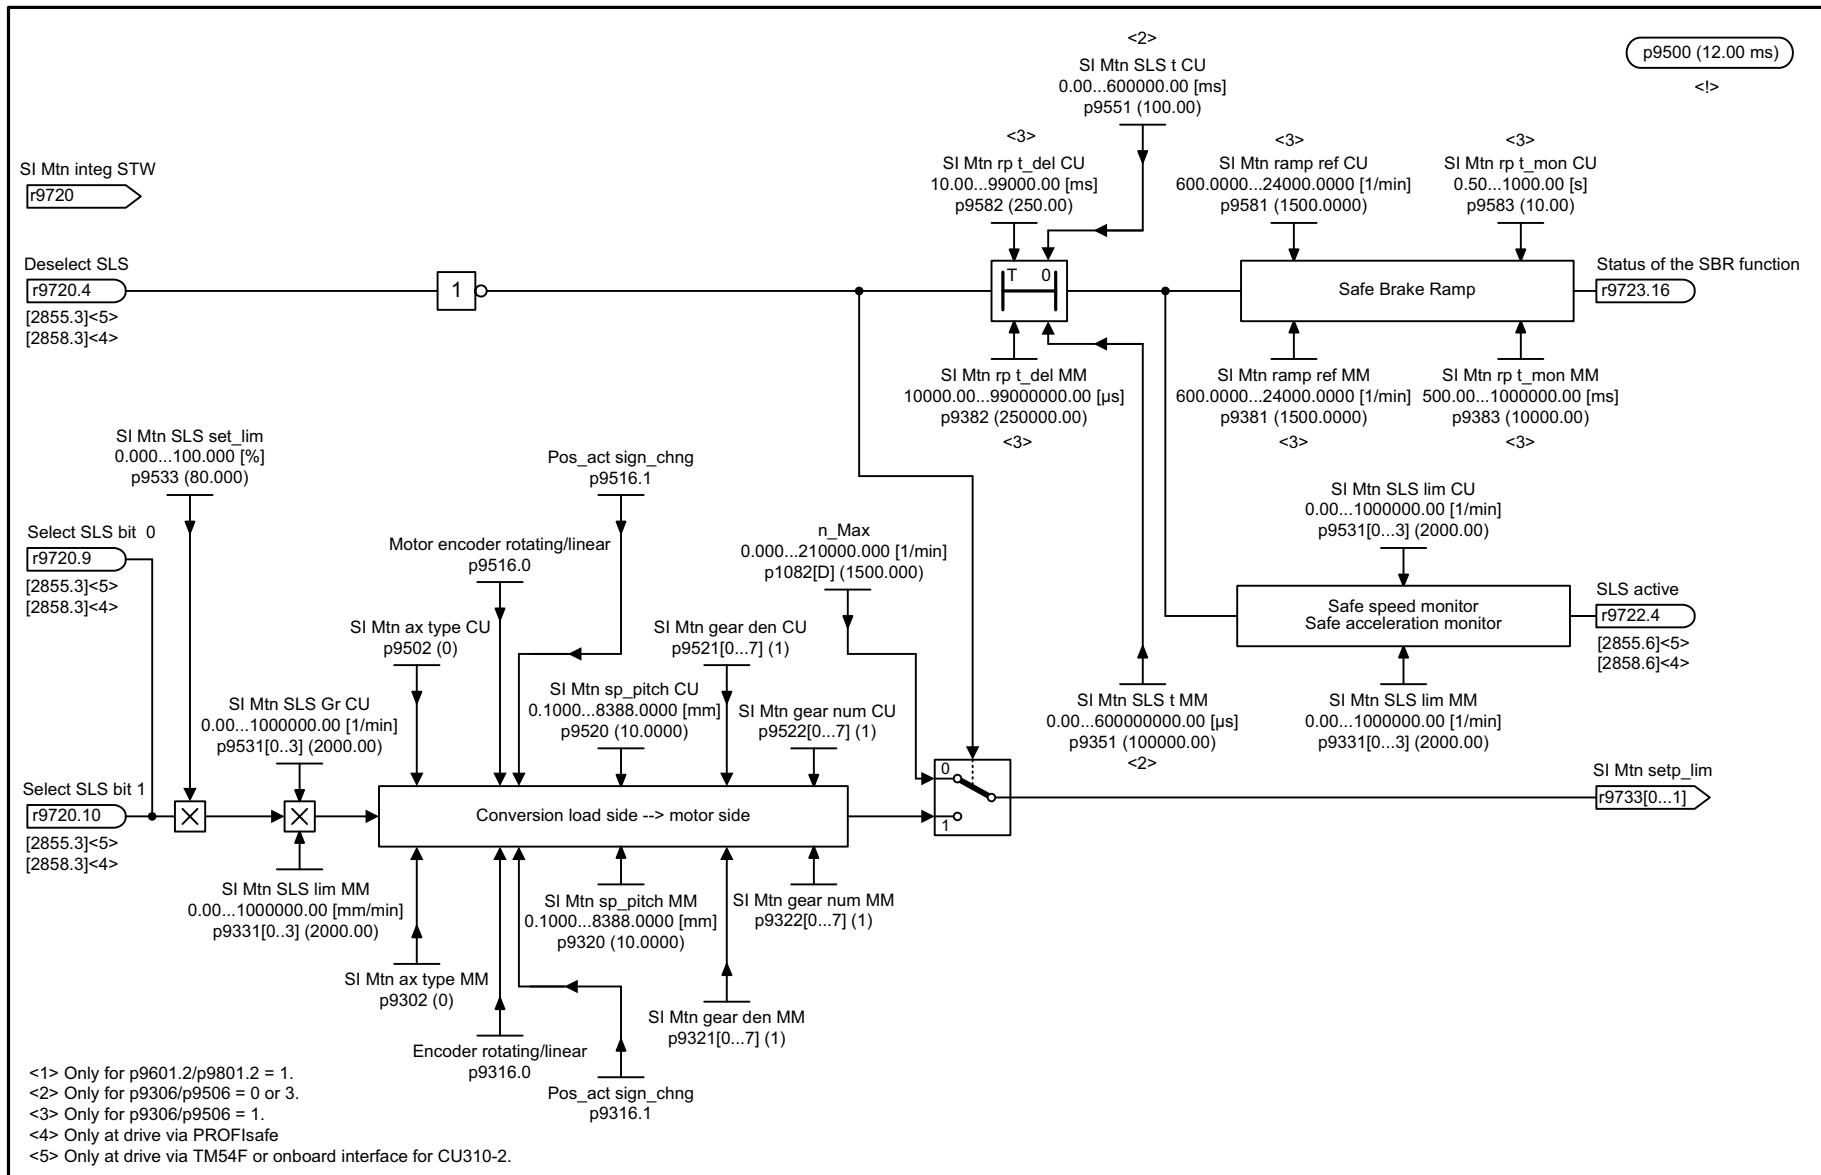 <2>
SI Mtn SLS t CU
0.00...600000.00 [ms]
p9551 (100.00)
p9500 (12.00 ms)
<!>
SI Mtn integ STW
r9720
<3>
SI Mtn rp t_del CU
10.00...99000.00 [ms]
p9582 (250.00)
<3>
SI Mtn ramp ref CU
600.0000...24000.0000 [1/min]
p9581 (1500.0000)
<3>
SI Mtn rp t_mon CU
0.50...1000.00 [s]
p9583 (10.00)
Deselect SLS
r9720.4
[2855.3]<5>
[2858.3]<4>
1
T 0
Safe Brake Ramp
Status of the SBR function
r9723.16
SI Mtn rp t_del MM
10000.00...99000000.00 [µs]
p9382 (250000.00)
<3>
SI Mtn ramp ref MM
600.0000...24000.0000 [1/min]
p9381 (1500.0000)
<3>
SI Mtn rp t_mon MM
500.00...1000000.00 [ms]
p9383 (10000.00)
<3>
SI Mtn SLS set_lim
0.000...100.000 [%]
p9533 (80.000)
Pos_act sign_chng
p9516.1
Select SLS bit 0
r9720.9
[2855.3]<5>
[2858.3]<4>
Motor encoder rotating/linear
p9516.0
n_Max
0.000...210000.000 [1/min]
p1082[D] (1500.000)
SI Mtn SLS lim CU
0.00...1000000.00 [1/min]
p9531[0...3] (2000.00)
SI Mtn ax type CU
p9502 (0)
SI Mtn gear den CU
p9521[0...7] (1)
Safe speed monitor
Safe acceleration monitor
SLS active
r9722.4
[2855.6]<5>
[2858.6]<4>
SI Mtn SLS Gr CU
0.00...1000000.00 [1/min]
p9531[0..3] (2000.00)
SI Mtn sp_pitch CU
0.1000...8388.0000 [mm]
p9520 (10.0000)
SI Mtn gear num CU
p9522[0...7] (1)
SI Mtn SLS t MM
0.00...600000000.00 [µs]
p9351 (100000.00)
<2>
SI Mtn SLS lim MM
0.00...1000000.00 [1/min]
p9331[0...3] (2000.00)
Select SLS bit 1
r9720.10
[2855.3]<5>
[2858.3]<4>
Conversion load side --> motor side
0
1
SI Mtn setp_lim
r9733[0...1]
SI Mtn SLS lim MM
0.00...1000000.00 [mm/min]
p9331[0..3] (2000.00)
SI Mtn sp_pitch MM
0.1000...8388.0000 [mm]
p9320 (10.0000)
SI Mtn gear num MM
p9322[0...7] (1)
SI Mtn ax type MM
p9302 (0)
SI Mtn gear den MM
p9321[0...7] (1)
Encoder rotating/linear
p9316.0
Pos_act sign_chng
p9316.1
<1> Only for p9601.2/p9801.2 = 1.
<2> Only for p9306/p9506 = 0 or 3.
<3> Only for p9306/p9506 = 1.
<4> Only at drive via PROFIsafe
<5> Only at drive via TM54F or onboard interface for CU310-2.